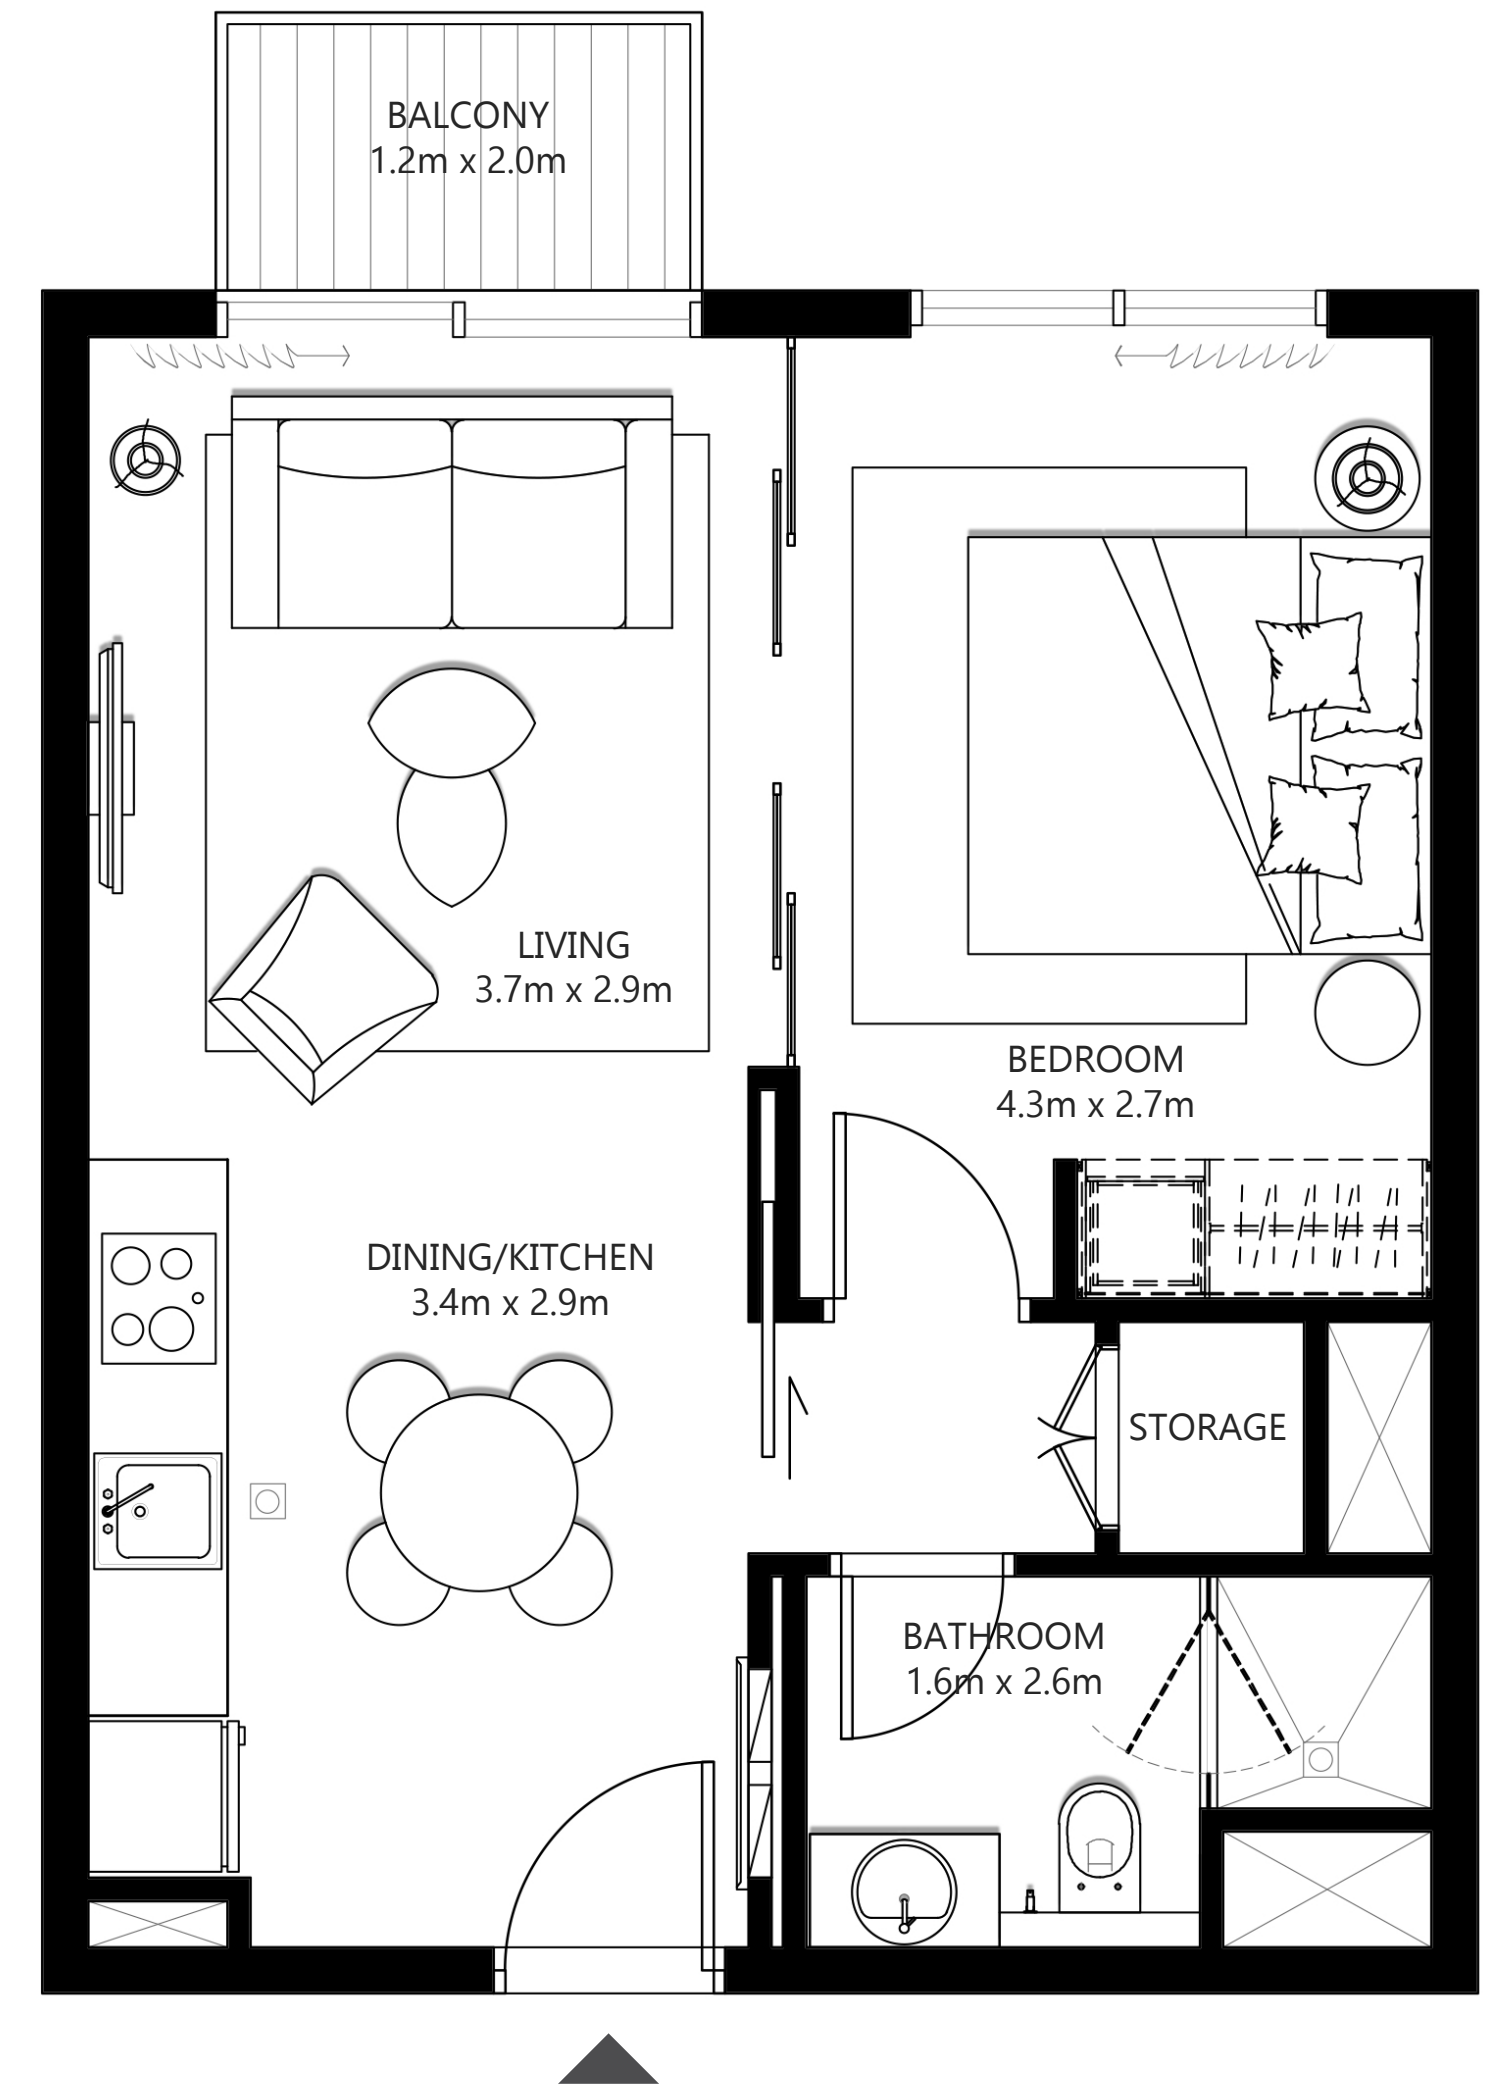 BALCONY
1.2m x 2.0m
LIVING
3.7m x 2.9m
BEDROOM
4.3m x 2.7m
DINING/KITCHEN
3.4m x 2.9m
STORAGE
BATHROOM
1.6m x 2.6m